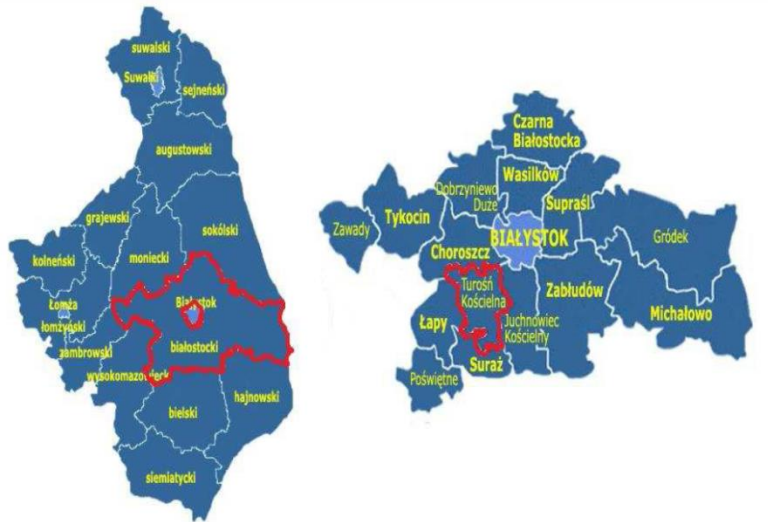 suwalski
Suwałki
sejneński
augustowski
grajewski
sokólski
kolneński
moniecki
Łomża
łomżyński
Białystok
zambrowski
białostocki
wysokomazowiecki
hajnowski
bielski
siemiatycki
Czarna
Białostocka
Wasilków
Dobrzyniewo
Duże
Supraśl
Tykocin
Zawady
BIAŁYSTOK
Gródek
Choroszcz
Turośń
Kościelna
Zabłudów
Michałowo
Łapy
Juchnowiec
Kościelny
Suraż
Poświętne